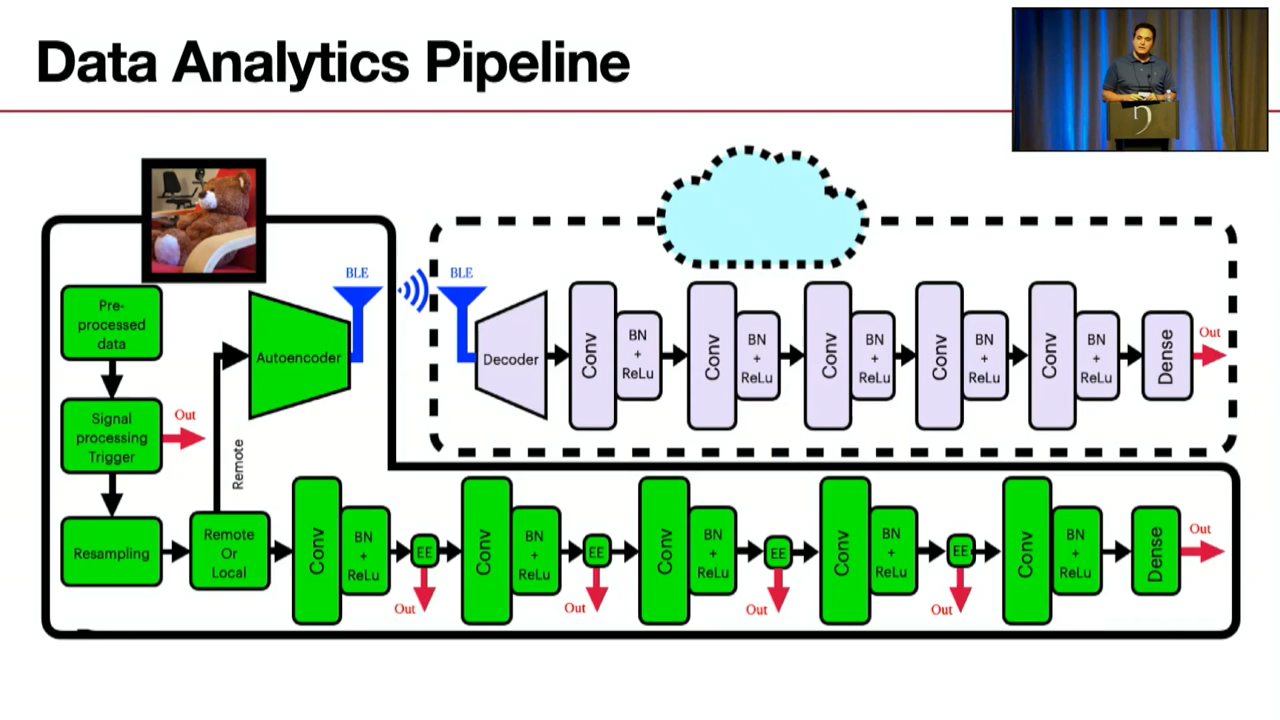 Data Analytics Pipeline
BLE
BLE
Pre-
processed
data
Autoencoder
Decoder
Conv
BN
+
ReLu
Conv
BN
+
ReLu
Conv
BN
+
ReLu
Conv
BN
+
ReLu
Conv
BN
+
ReLu
Dense
Out
Signal
processing
Trigger
Out
Remote
Resampling
Remote
Or
Local
Conv
BN
+
ReLu
EE
Out
Conv
BN
+
ReLu
EE
Out
Conv
BN
+
ReLu
EE
Out
Conv
BN
+
ReLu
EE
Out
Conv
BN
+
ReLu
Dense
Out